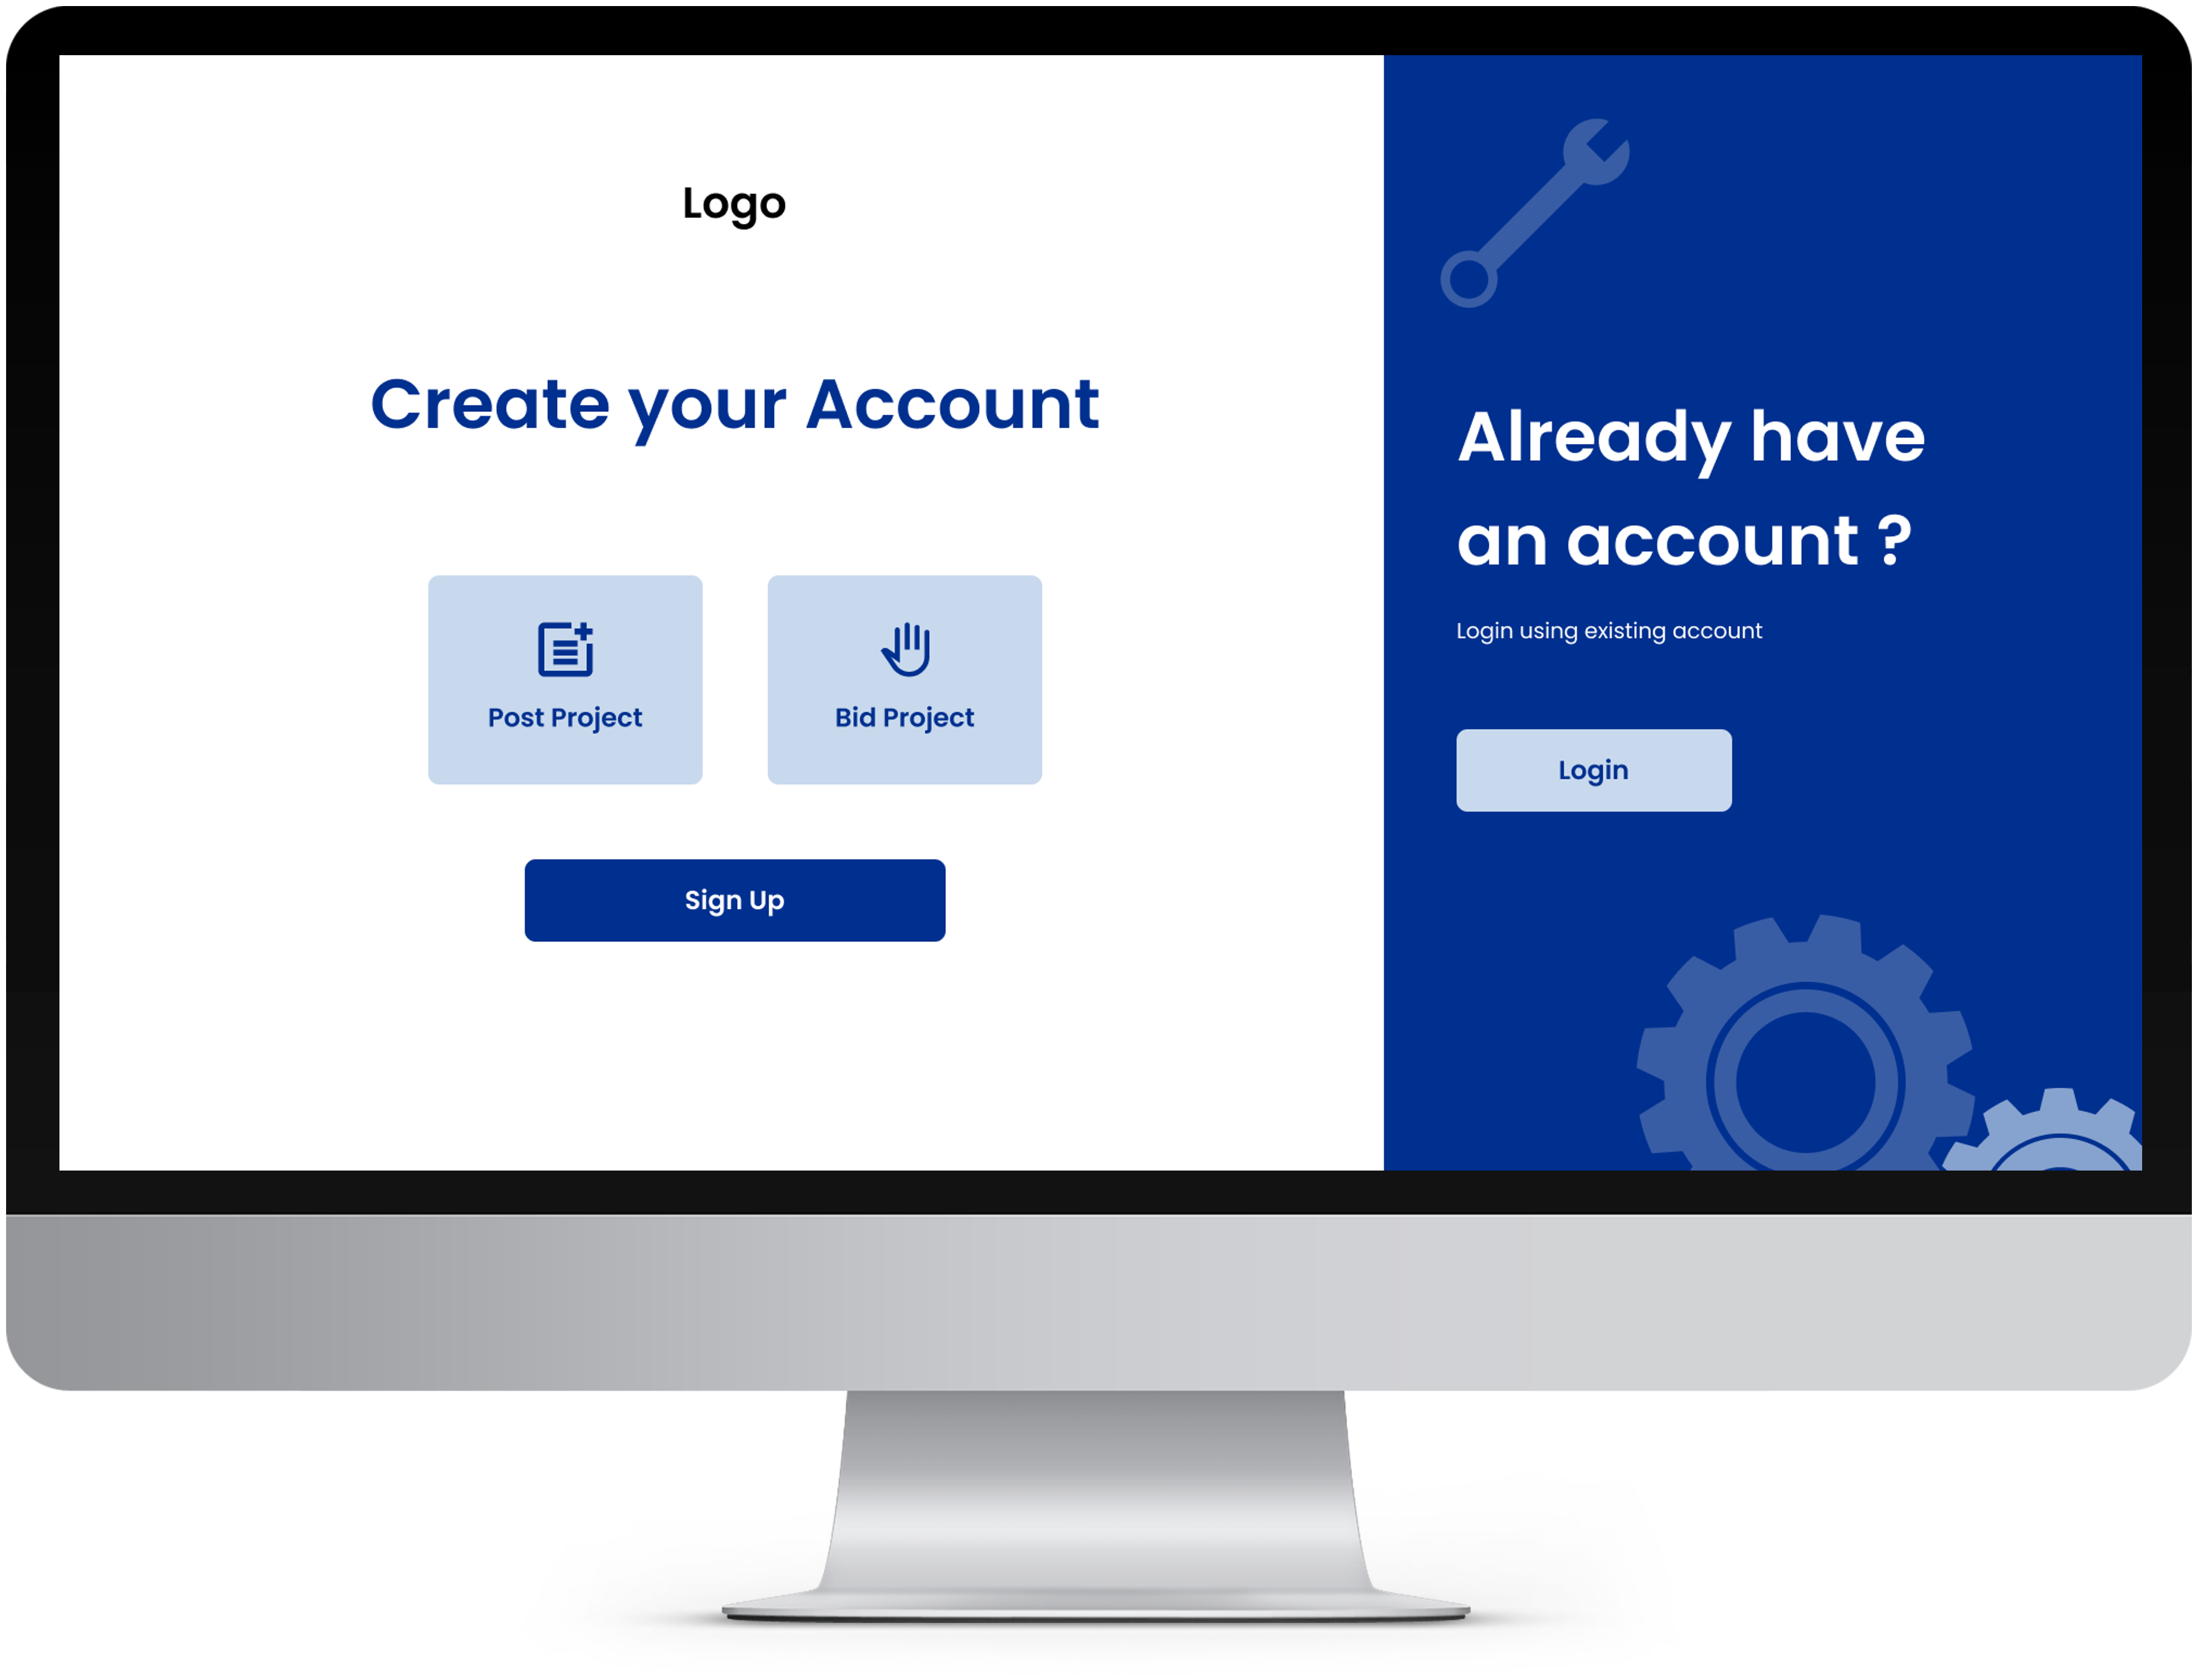 Logo
Create your Account
Post Project
Bid Project
Sign Up
Already have
an account ?
Login using existing account
Login